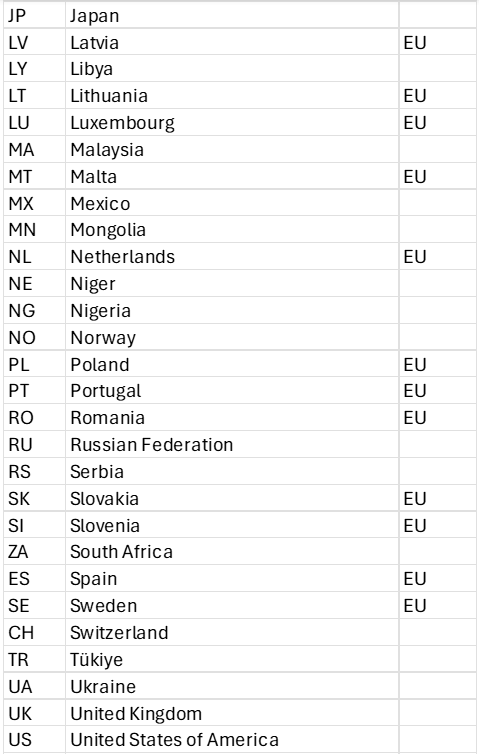 JP Japan
LV Latvia EU
LY Libya
LT Lithuania EU
LU Luxembourg EU
MA Malaysia
MT Malta EU
MX Mexico
MN Mongolia
NL Netherlands EU
NE Niger
NG Nigeria
NO Norway
PL Poland EU
PT Portugal EU
RO Romania EU
RU Russian Federation
RS Serbia
SK Slovakia EU
SI Slovenia EU
ZA South Africa
ES Spain EU
SE Sweden EU
CH Switzerland
TR Tükiye
UA Ukraine
UK United Kingdom
US United States of America